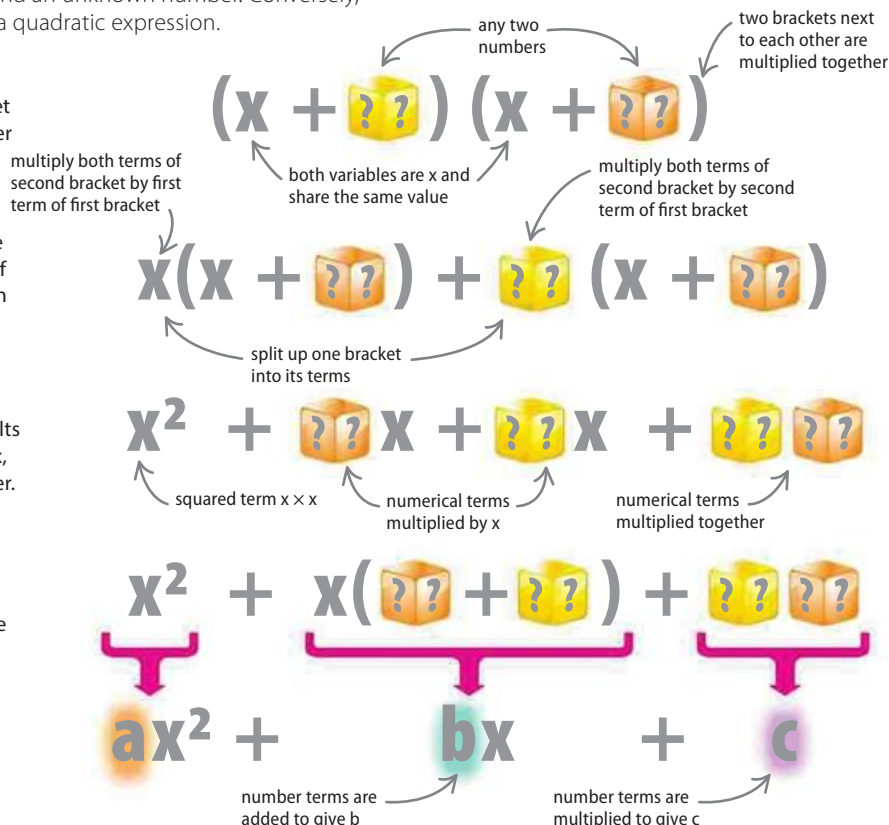 nd an unknown number. Conversely,
a quadratic expression.
any two
numbers
two brackets next
to each other are
multiplied together
(x + ? ?) (x + ? ?)
et
er
multiply both terms of
second bracket by first
term of first bracket
both variables are x and
share the same value
multiply both terms of
second bracket by second
term of first bracket
e
f
n
x(x + ? ?) + ? ? (x + ? ?)
split up one bracket
into its terms
x² + ? ? x + ? ? x + ? ? ? ?
lts
x,
er.
squared term x × x
numerical terms
multiplied by x
numerical terms
multiplied together
x² + x(? ? + ? ?) + ? ? ? ?
e
ax² + bx + c
number terms are
added to give b
number terms are
multiplied to give c